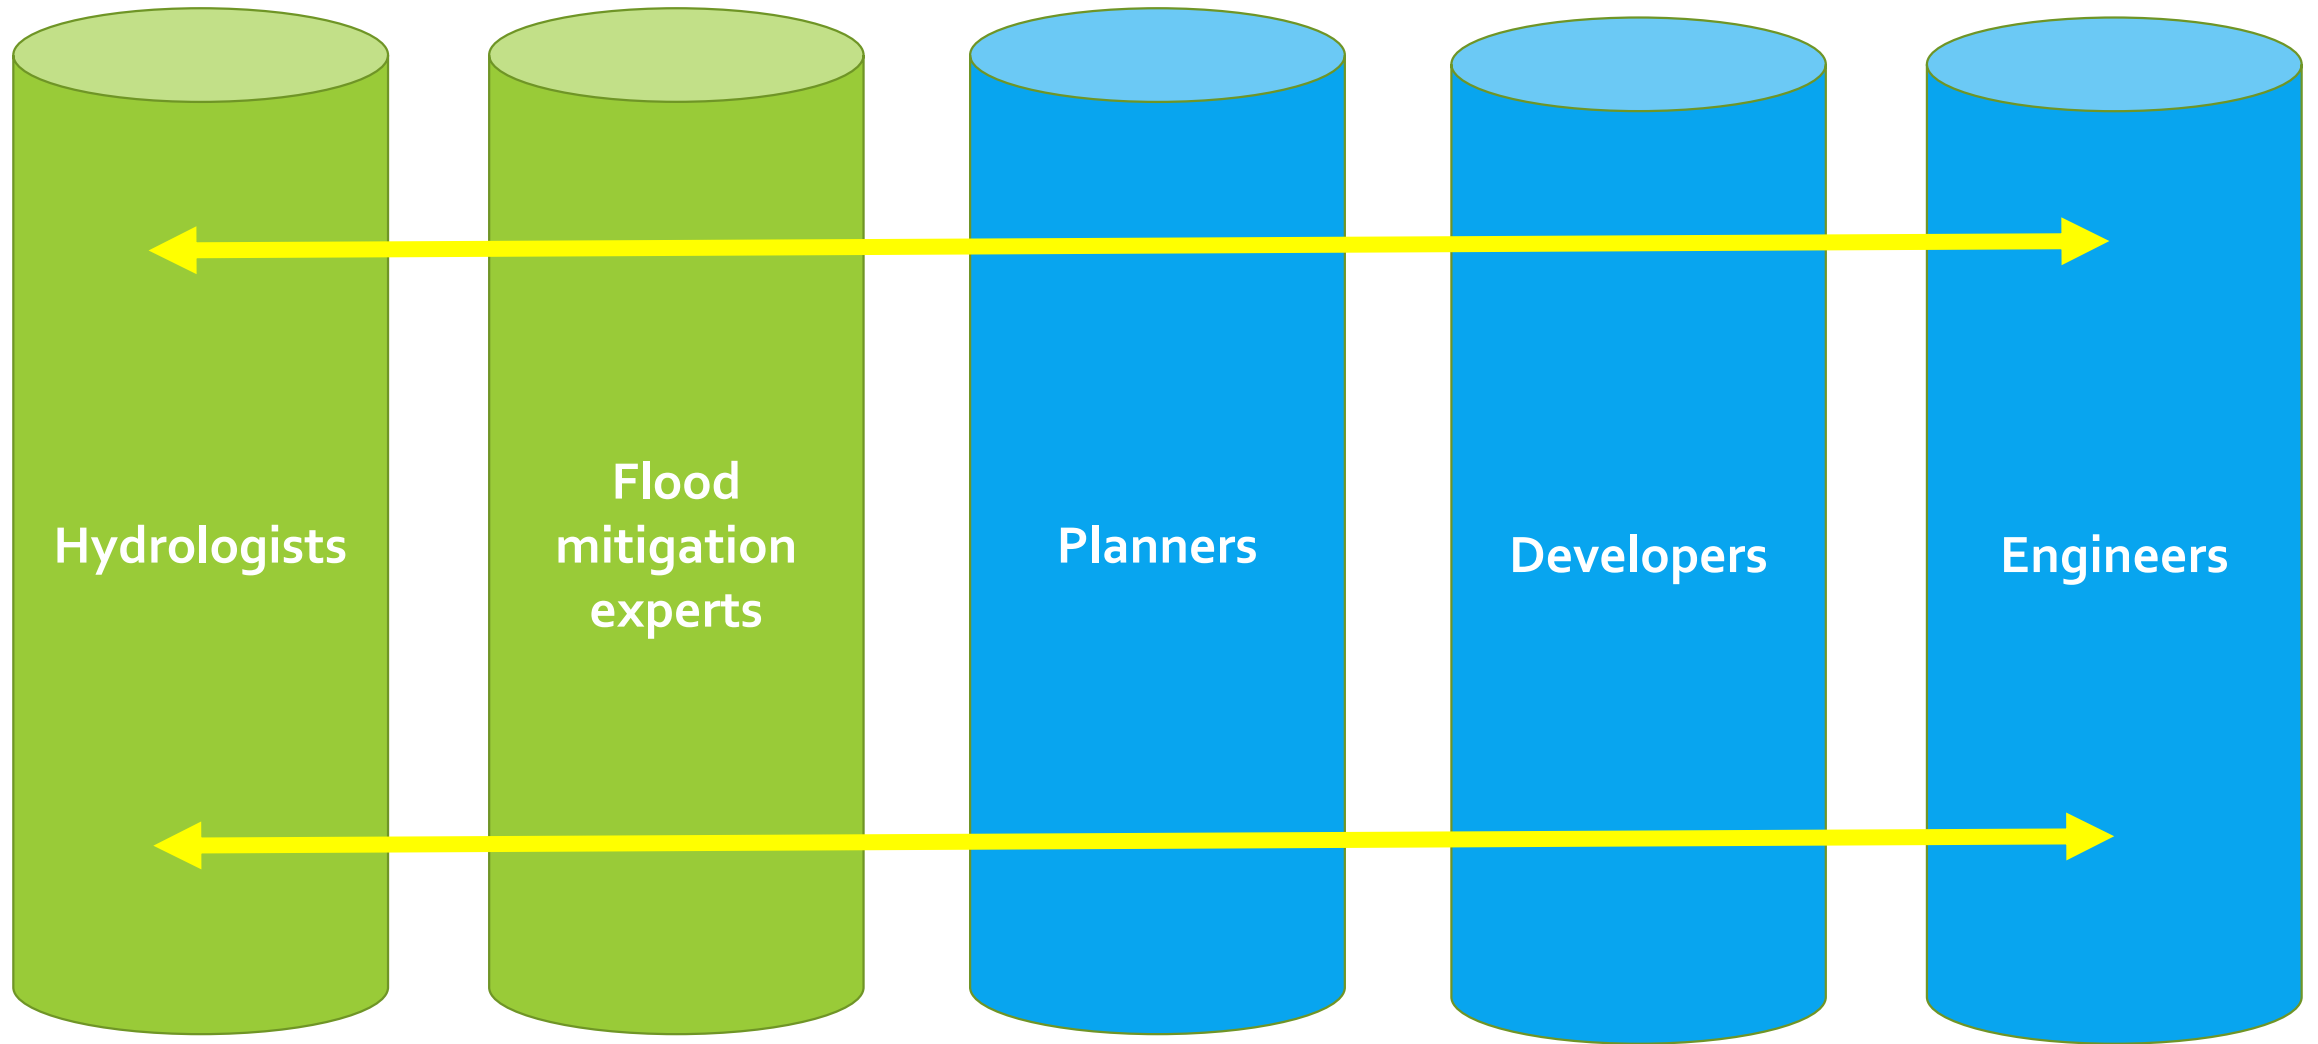 Hydrologists
Flood
mitigation
experts
Planners
Developers
Engineers